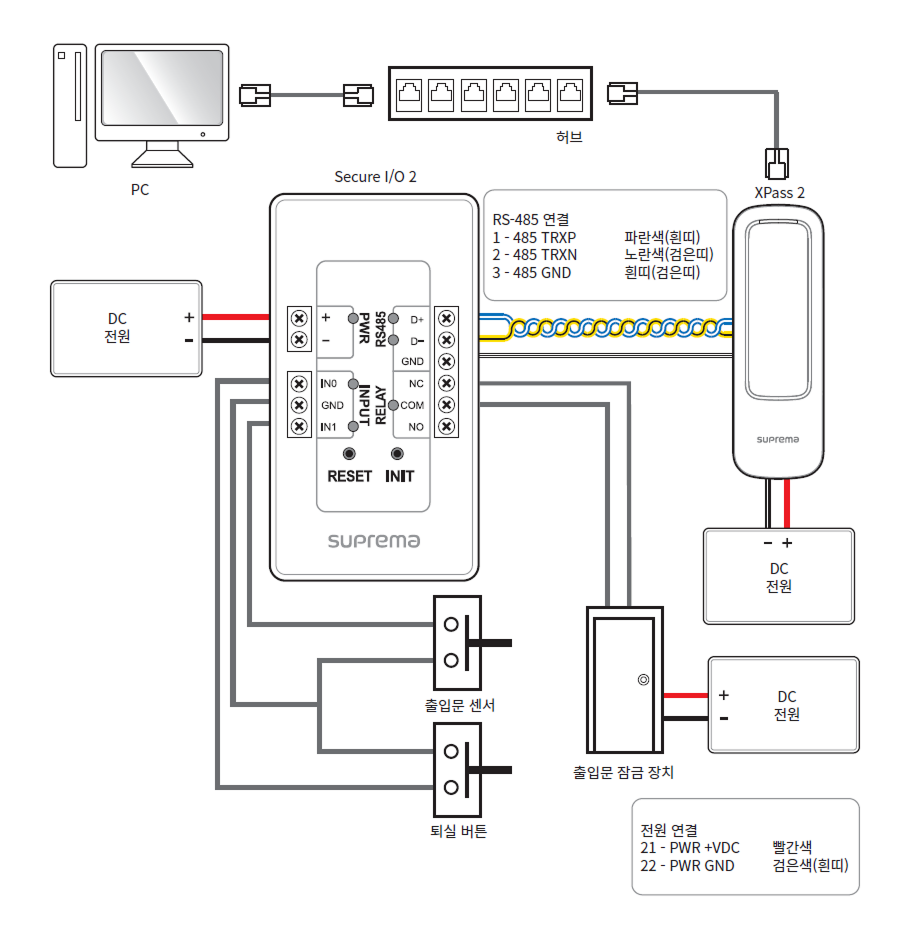 PC
허브
Secure I/O 2
XPass 2
RS-485 연결
1 - 485 TRXP 파란색(흰띠)
2 - 485 TRXN 노란색(검은띠)
3 - 485 GND 흰띠(검은띠)
DC
전원
+
-
+
-
PWR
RS485
D+
D-
GND
IN0
GND
IN1
INPUT
RELAY
NC
COM
NO
RESET INIT
suprema
suprema
- +
DC
전원
출입문 센서
퇴실 버튼
출입문 잠금 장치
+
-
DC
전원
전원 연결
21 - PWR +VDC 빨간색
22 - PWR GND 검은색(흰띠)